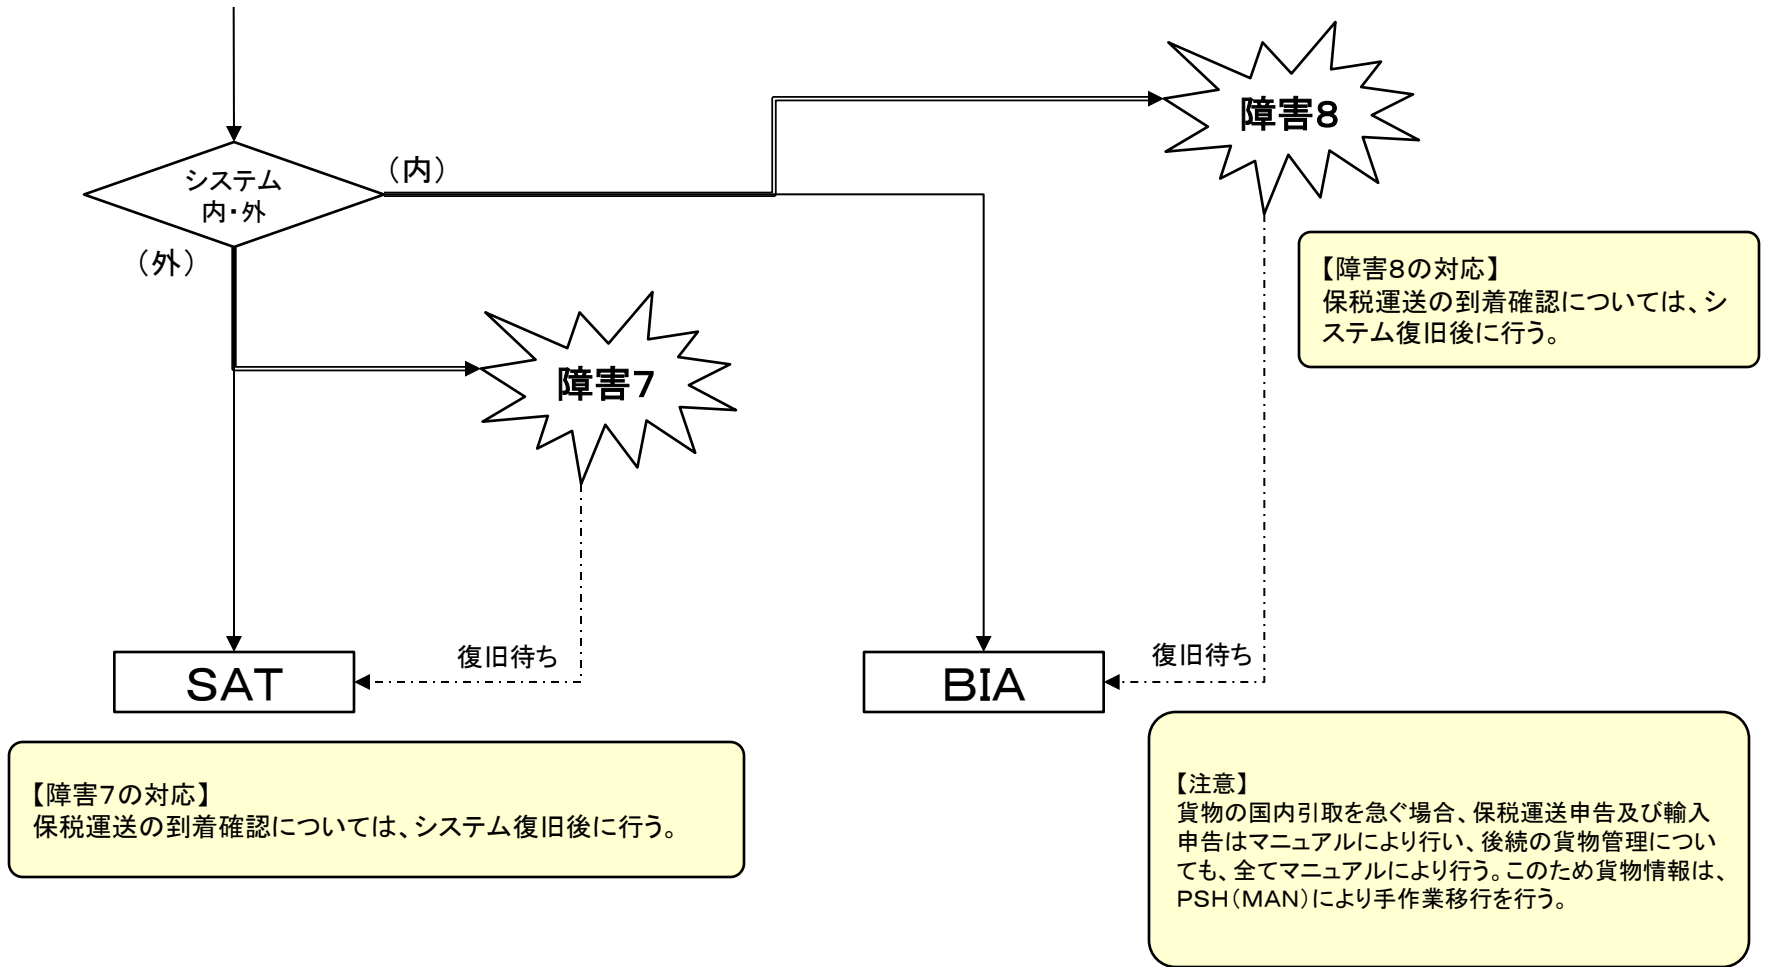 障害8
（内）
システム
内・外
（外）
【障害8の対応】
保税運送の到着確認については、シ
ステム復旧後に行う。
障害7
復旧待ち
復旧待ち
SAT
BIA
【障害7の対応】
保税運送の到着確認については、システム復旧後に行う。
【注意】
貨物の国内引取を急ぐ場合、保税運送申告及び輸入
申告はマニュアルにより行い、後続の貨物管理につい
ても、全てマニュアルにより行う。このため貨物情報は、
PSH（MAN）により手作業移行を行う。